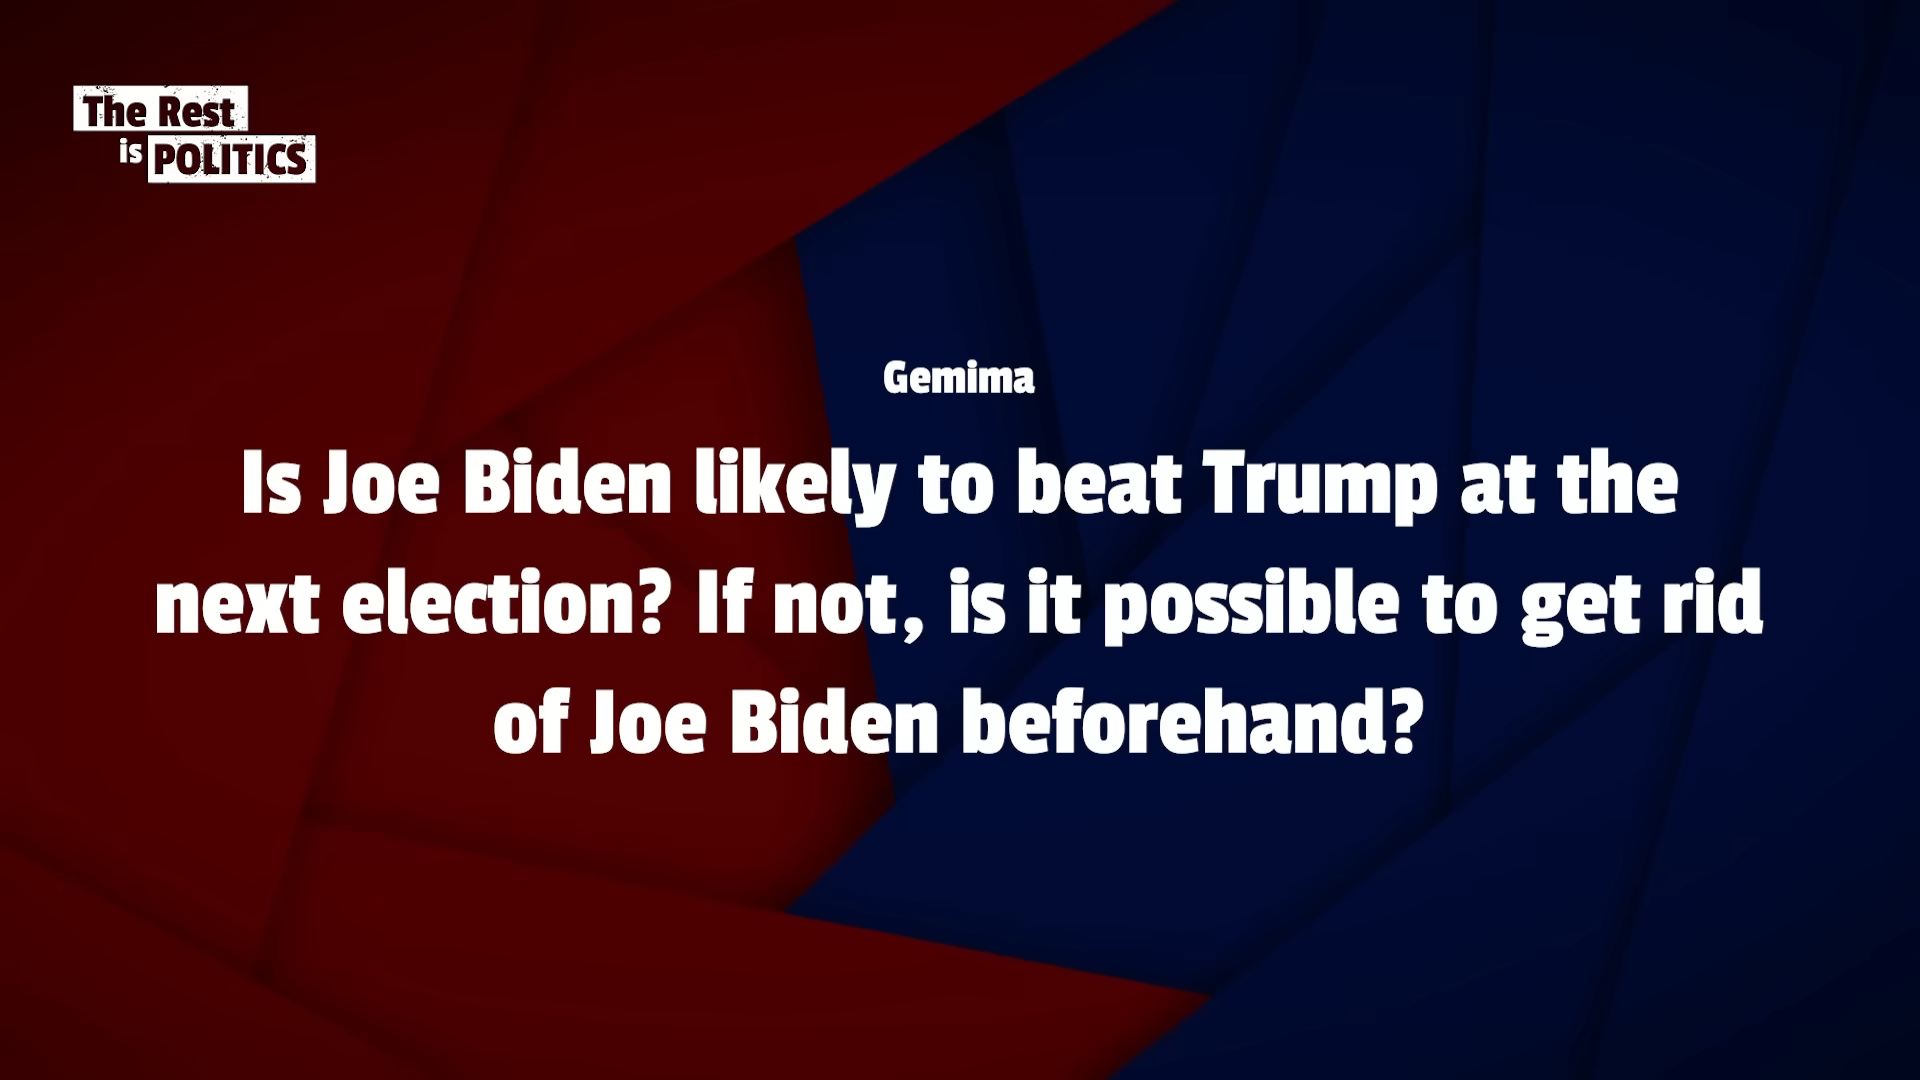 The Rest
is POLITICS
Gemima
Is Joe Biden likely to beat Trump at the
next election? If not, is it possible to get rid
of Joe Biden beforehand?